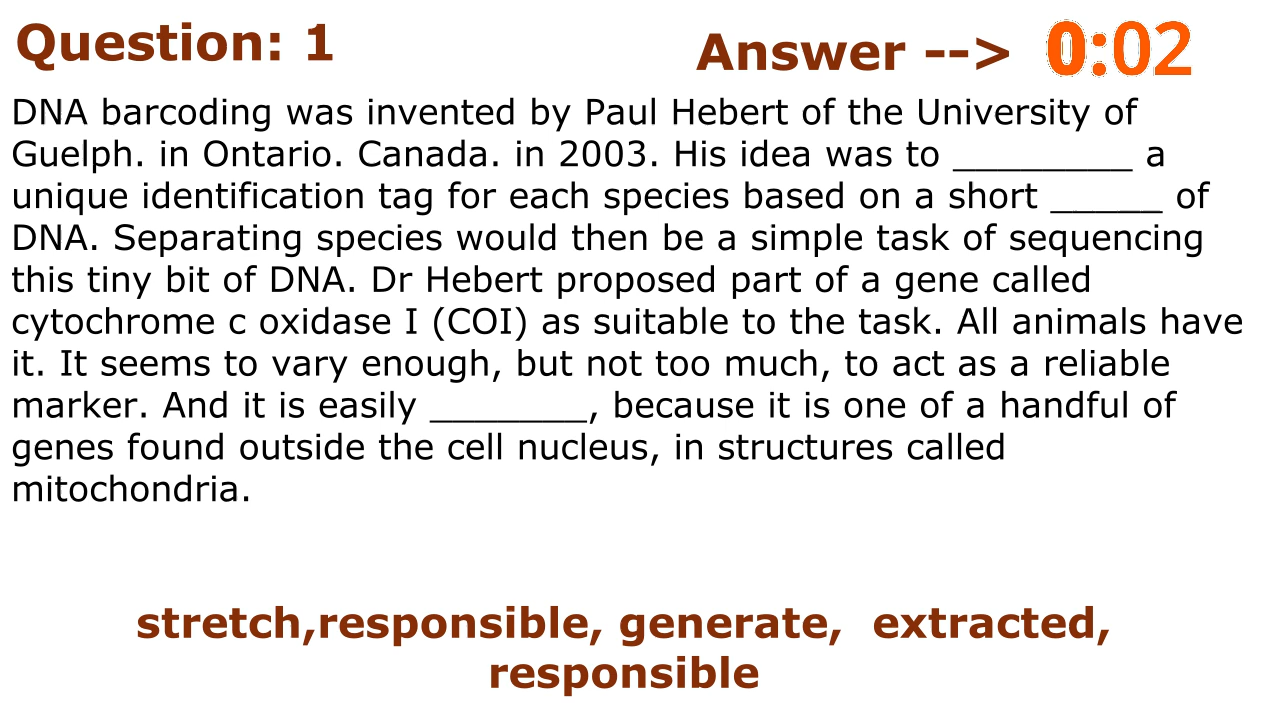 Question: 1
Answer --> 0:02
DNA barcoding was invented by Paul Hebert of the University of
Guelph. in Ontario. Canada. in 2003. His idea was to ________ a
unique identification tag for each species based on a short _____ of
DNA. Separating species would then be a simple task of sequencing
this tiny bit of DNA. Dr Hebert proposed part of a gene called
cytochrome c oxidase I (COI) as suitable to the task. All animals have
it. It seems to vary enough, but not too much, to act as a reliable
marker. And it is easily _______, because it is one of a handful of
genes found outside the cell nucleus, in structures called
mitochondria.
stretch,responsible, generate,  extracted,
responsible